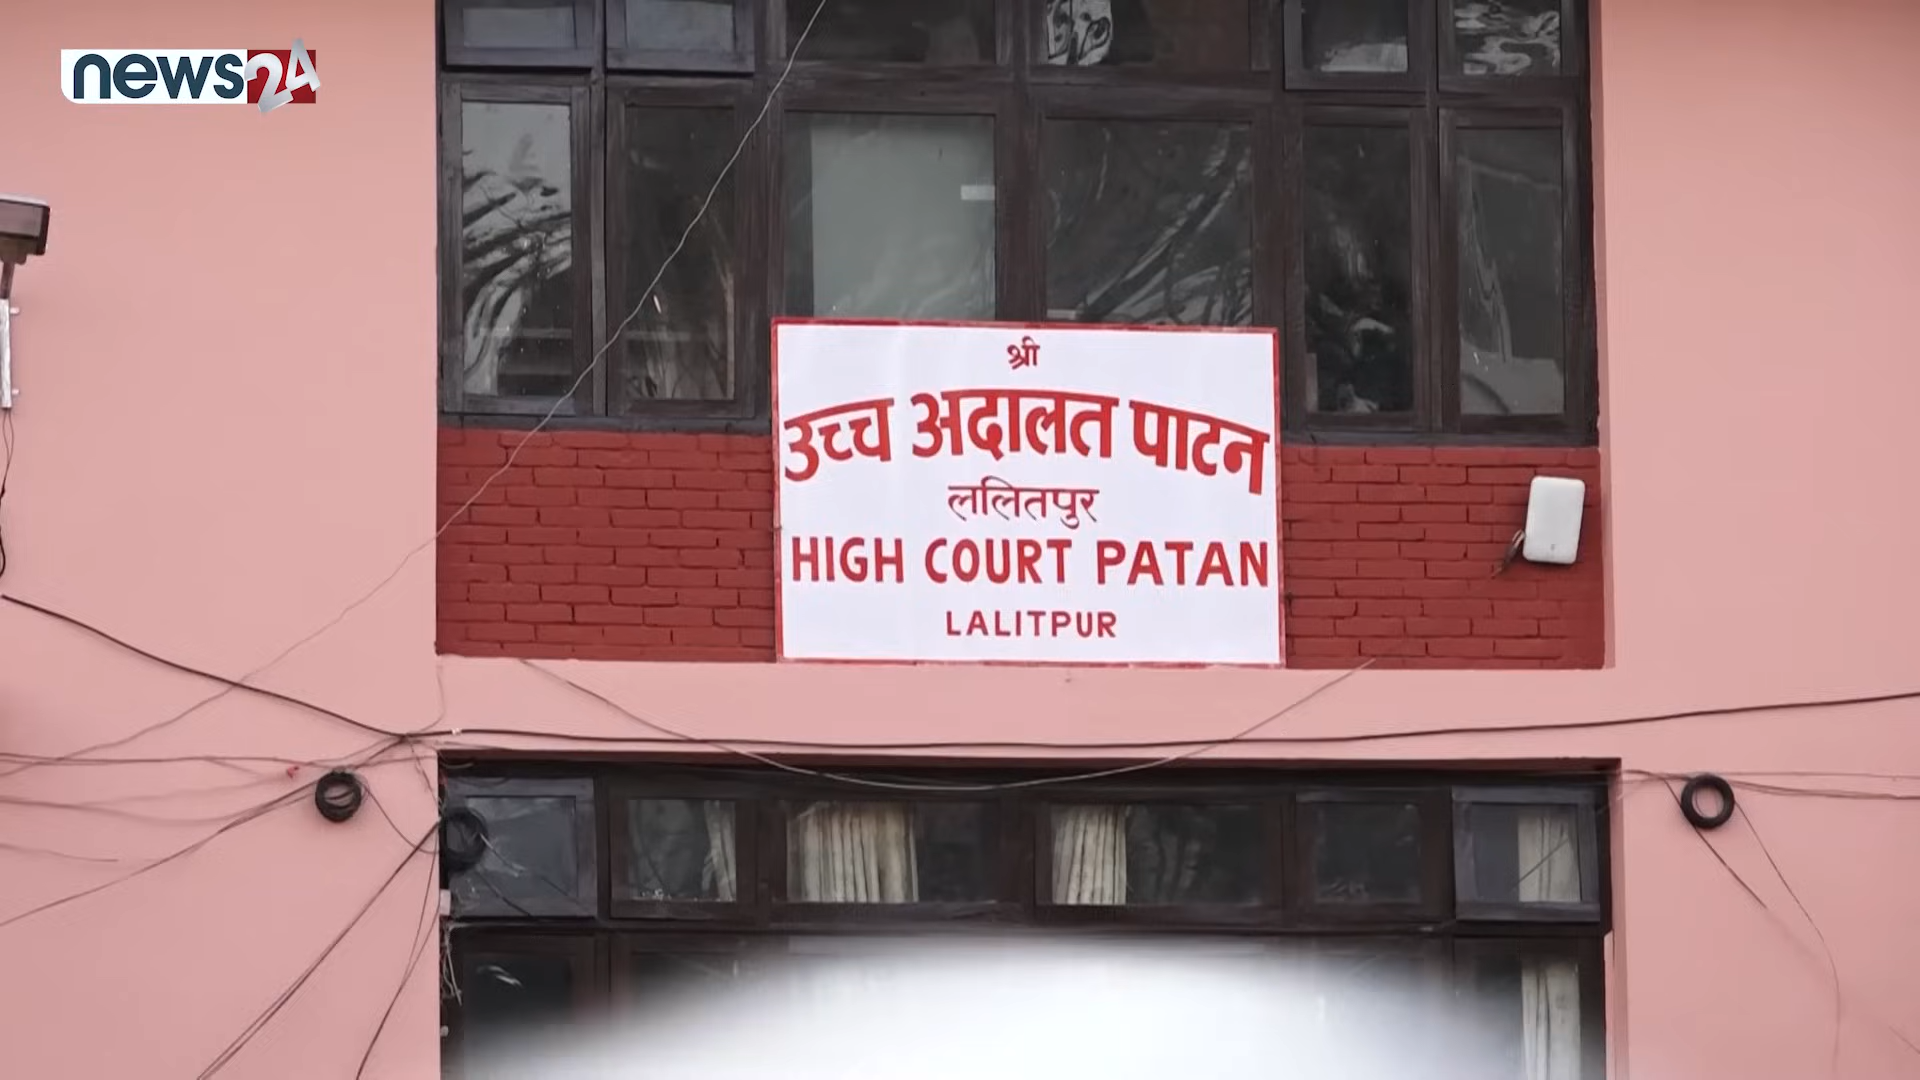 news24
श्री
उच्च अदालत पाटन
ललितपुर
HIGH COURT PATAN
LALITPUR